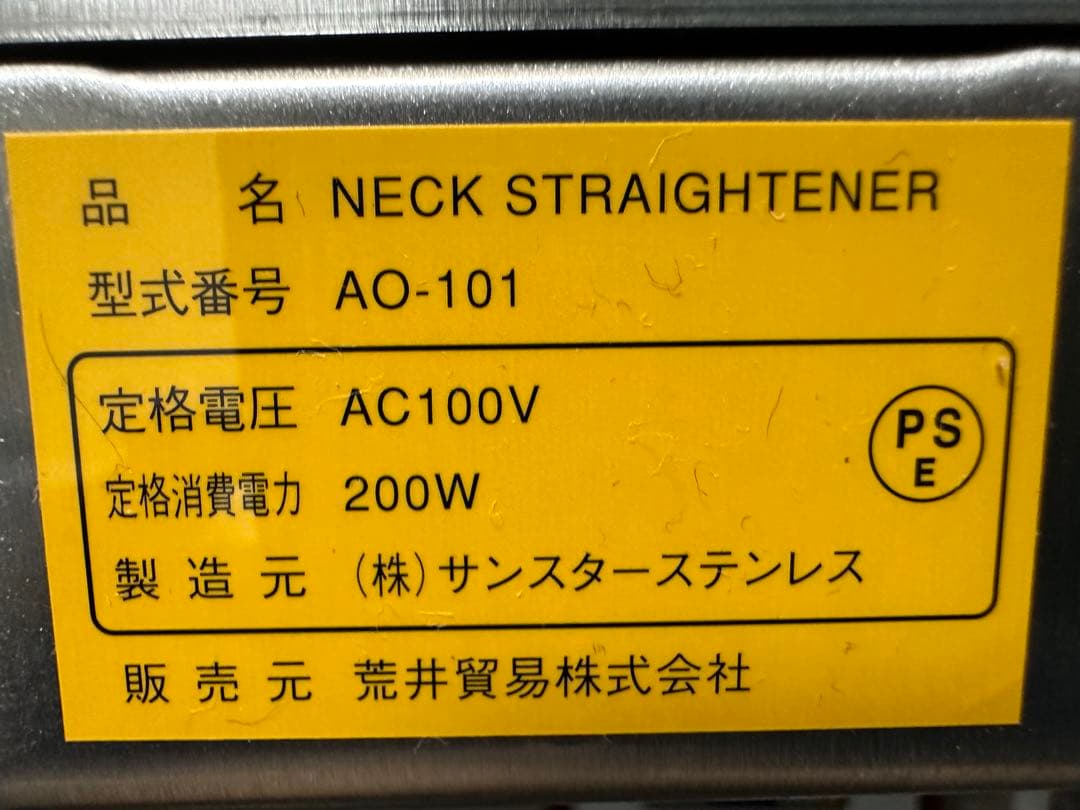 品名 NECK STRAIGHTENER
型式番号 AO-101
定格電圧 AC100V
定格消費電力 200W
製造元 (株)サンスターステンレス
PS
E
販売元 荒井貿易株式会社